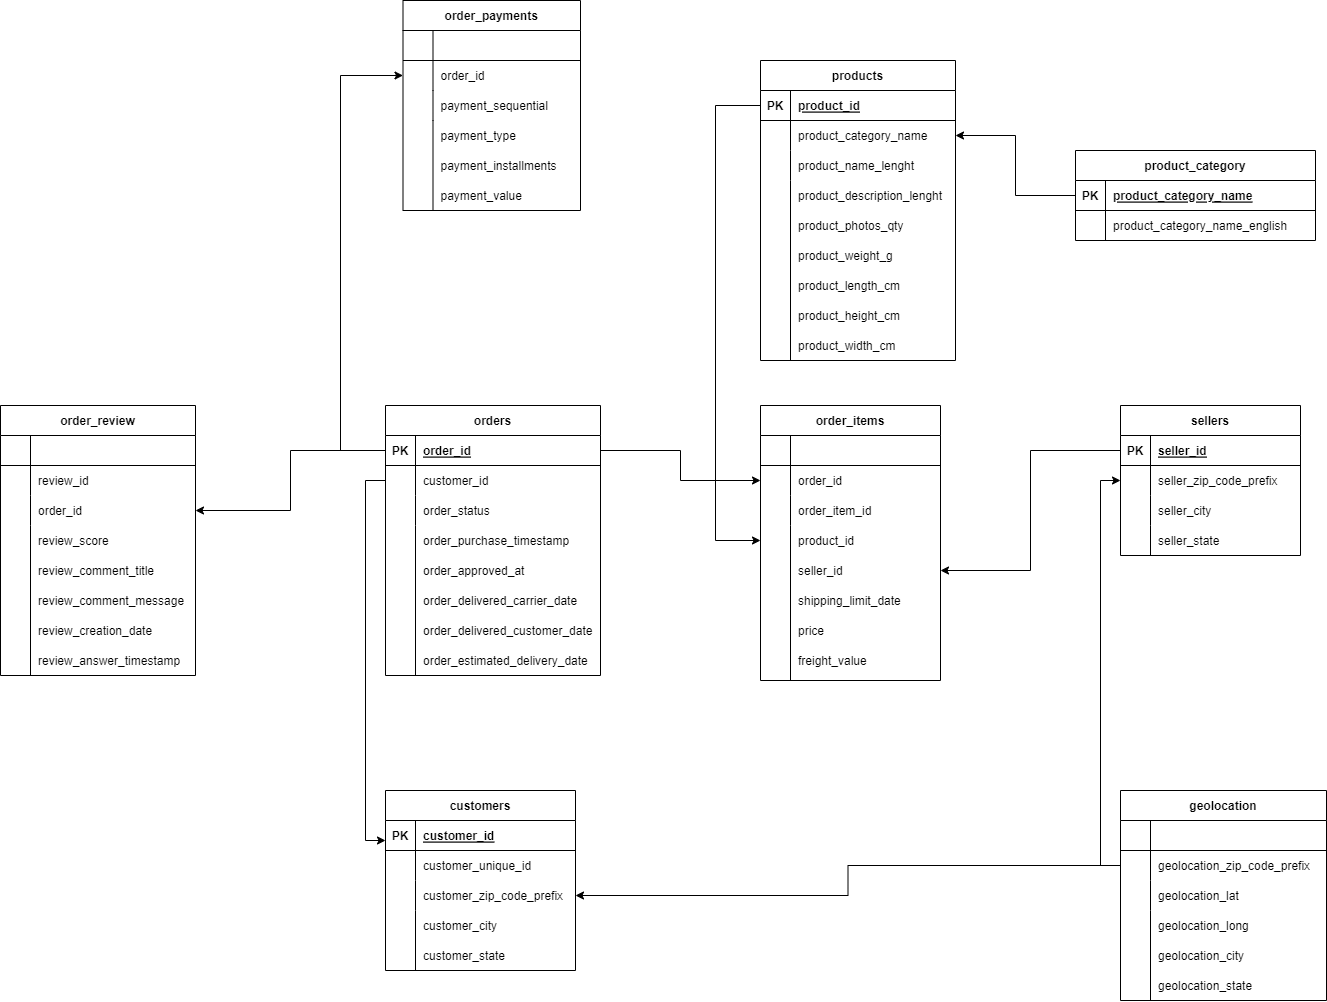 order_payments
order_id
payment_sequential
payment_type
payment_installments
payment_value
products
PK product_id
product_category_name
product_name_lenght
product_description_lenght
product_photos_qty
product_weight_g
product_length_cm
product_height_cm
product_width_cm
product_category
PK product_category_name
product_category_name_english
order_review
review_id
order_id
review_score
review_comment_title
review_comment_message
review_creation_date
review_answer_timestamp
orders
PK order_id
customer_id
order_status
order_purchase_timestamp
order_approved_at
order_delivered_carrier_date
order_delivered_customer_date
order_estimated_delivery_date
order_items
order_id
order_item_id
product_id
seller_id
shipping_limit_date
price
freight_value
sellers
PK seller_id
seller_zip_code_prefix
seller_city
seller_state
customers
PK customer_id
customer_unique_id
customer_zip_code_prefix
customer_city
customer_state
geolocation
geolocation_zip_code_prefix
geolocation_lat
geolocation_long
geolocation_city
geolocation_state